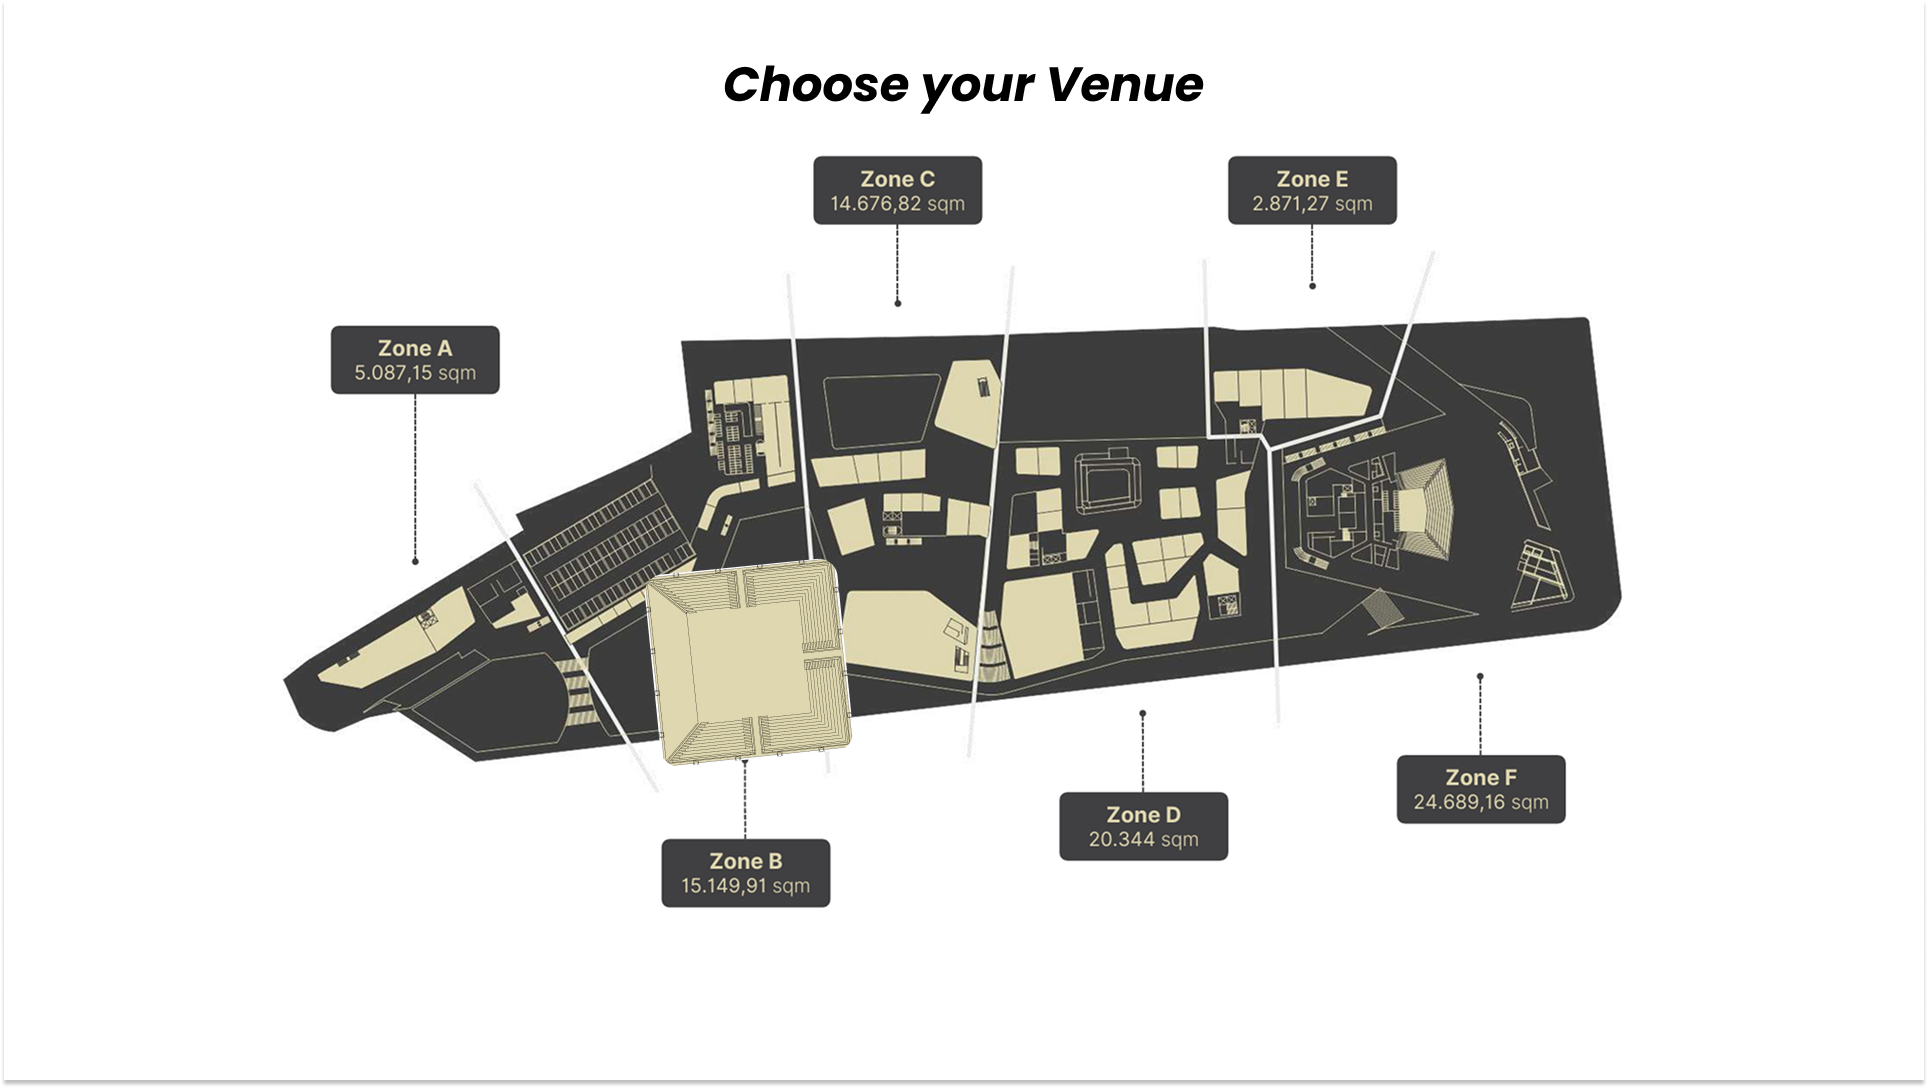 Choose your Venue
Zone C
14.676,82 sqm
Zone E
2.871,27 sqm
Zone A
5.087,15 sqm
Zone F
24.689,16 sqm
Zone D
20.344 sqm
Zone B
15.149,91 sqm